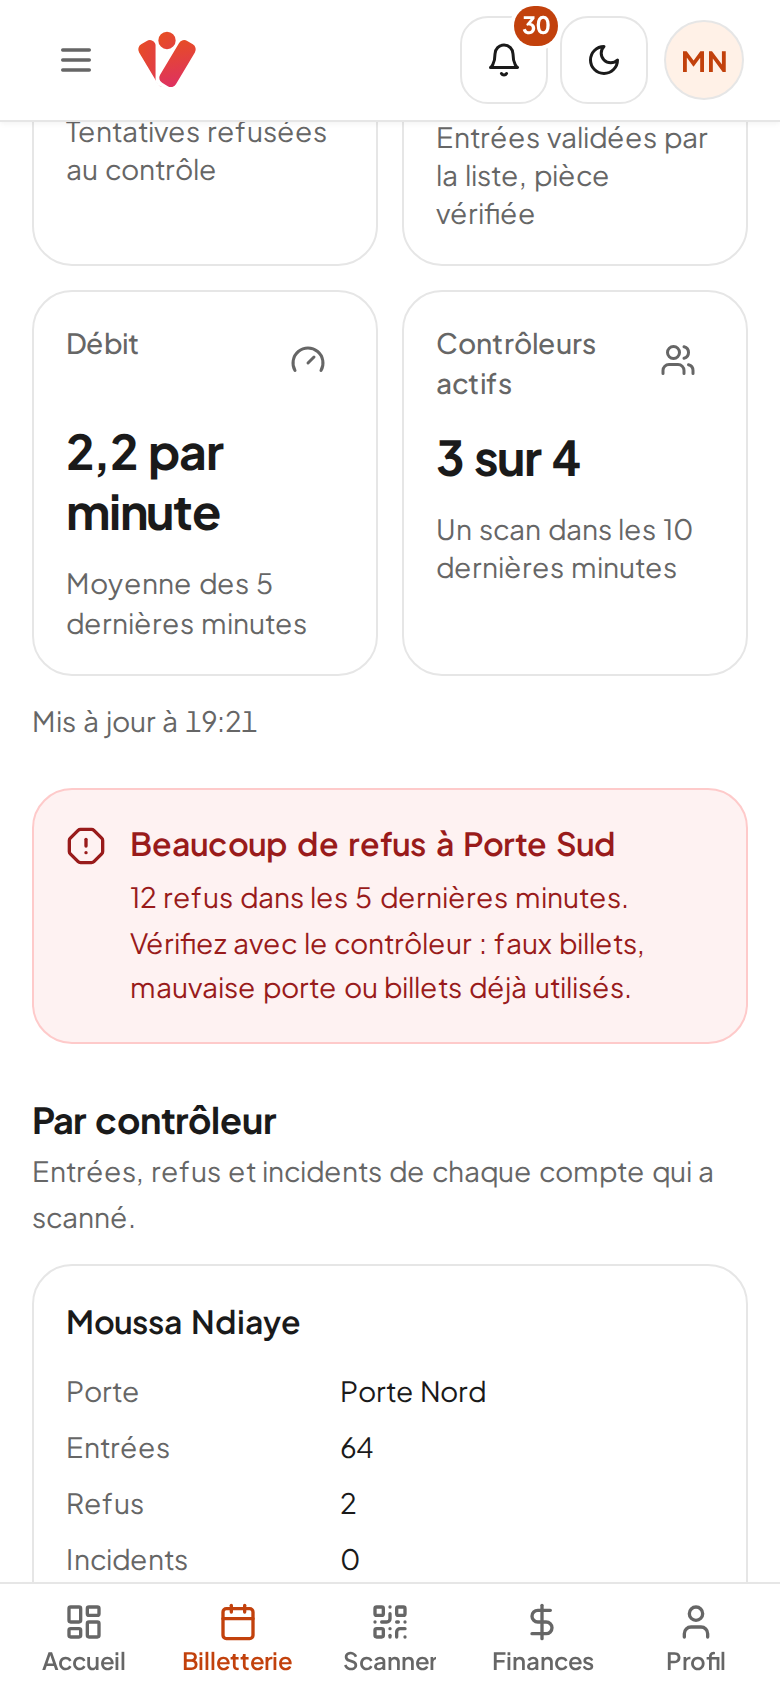 30
MN
Tentatives refusées
au contrôle
Entrées validées par
la liste, pièce
vérifiée
Débit
2,2 par
minute
Moyenne des 5
dernières minutes
Contrôleurs
actifs
3 sur 4
Un scan dans les 10
dernières minutes
Mis à jour à 19:21
Beaucoup de refus à Porte Sud
12 refus dans les 5 dernières minutes.
Vérifiez avec le contrôleur : faux billets,
mauvaise porte ou billets déjà utilisés.
Par contrôleur
Entrées, refus et incidents de chaque compte qui a
scanné.
Moussa Ndiaye
Porte Porte Nord
Entrées 64
Refus 2
Incidents 0
Accueil Billetterie Scanner Finances Profil